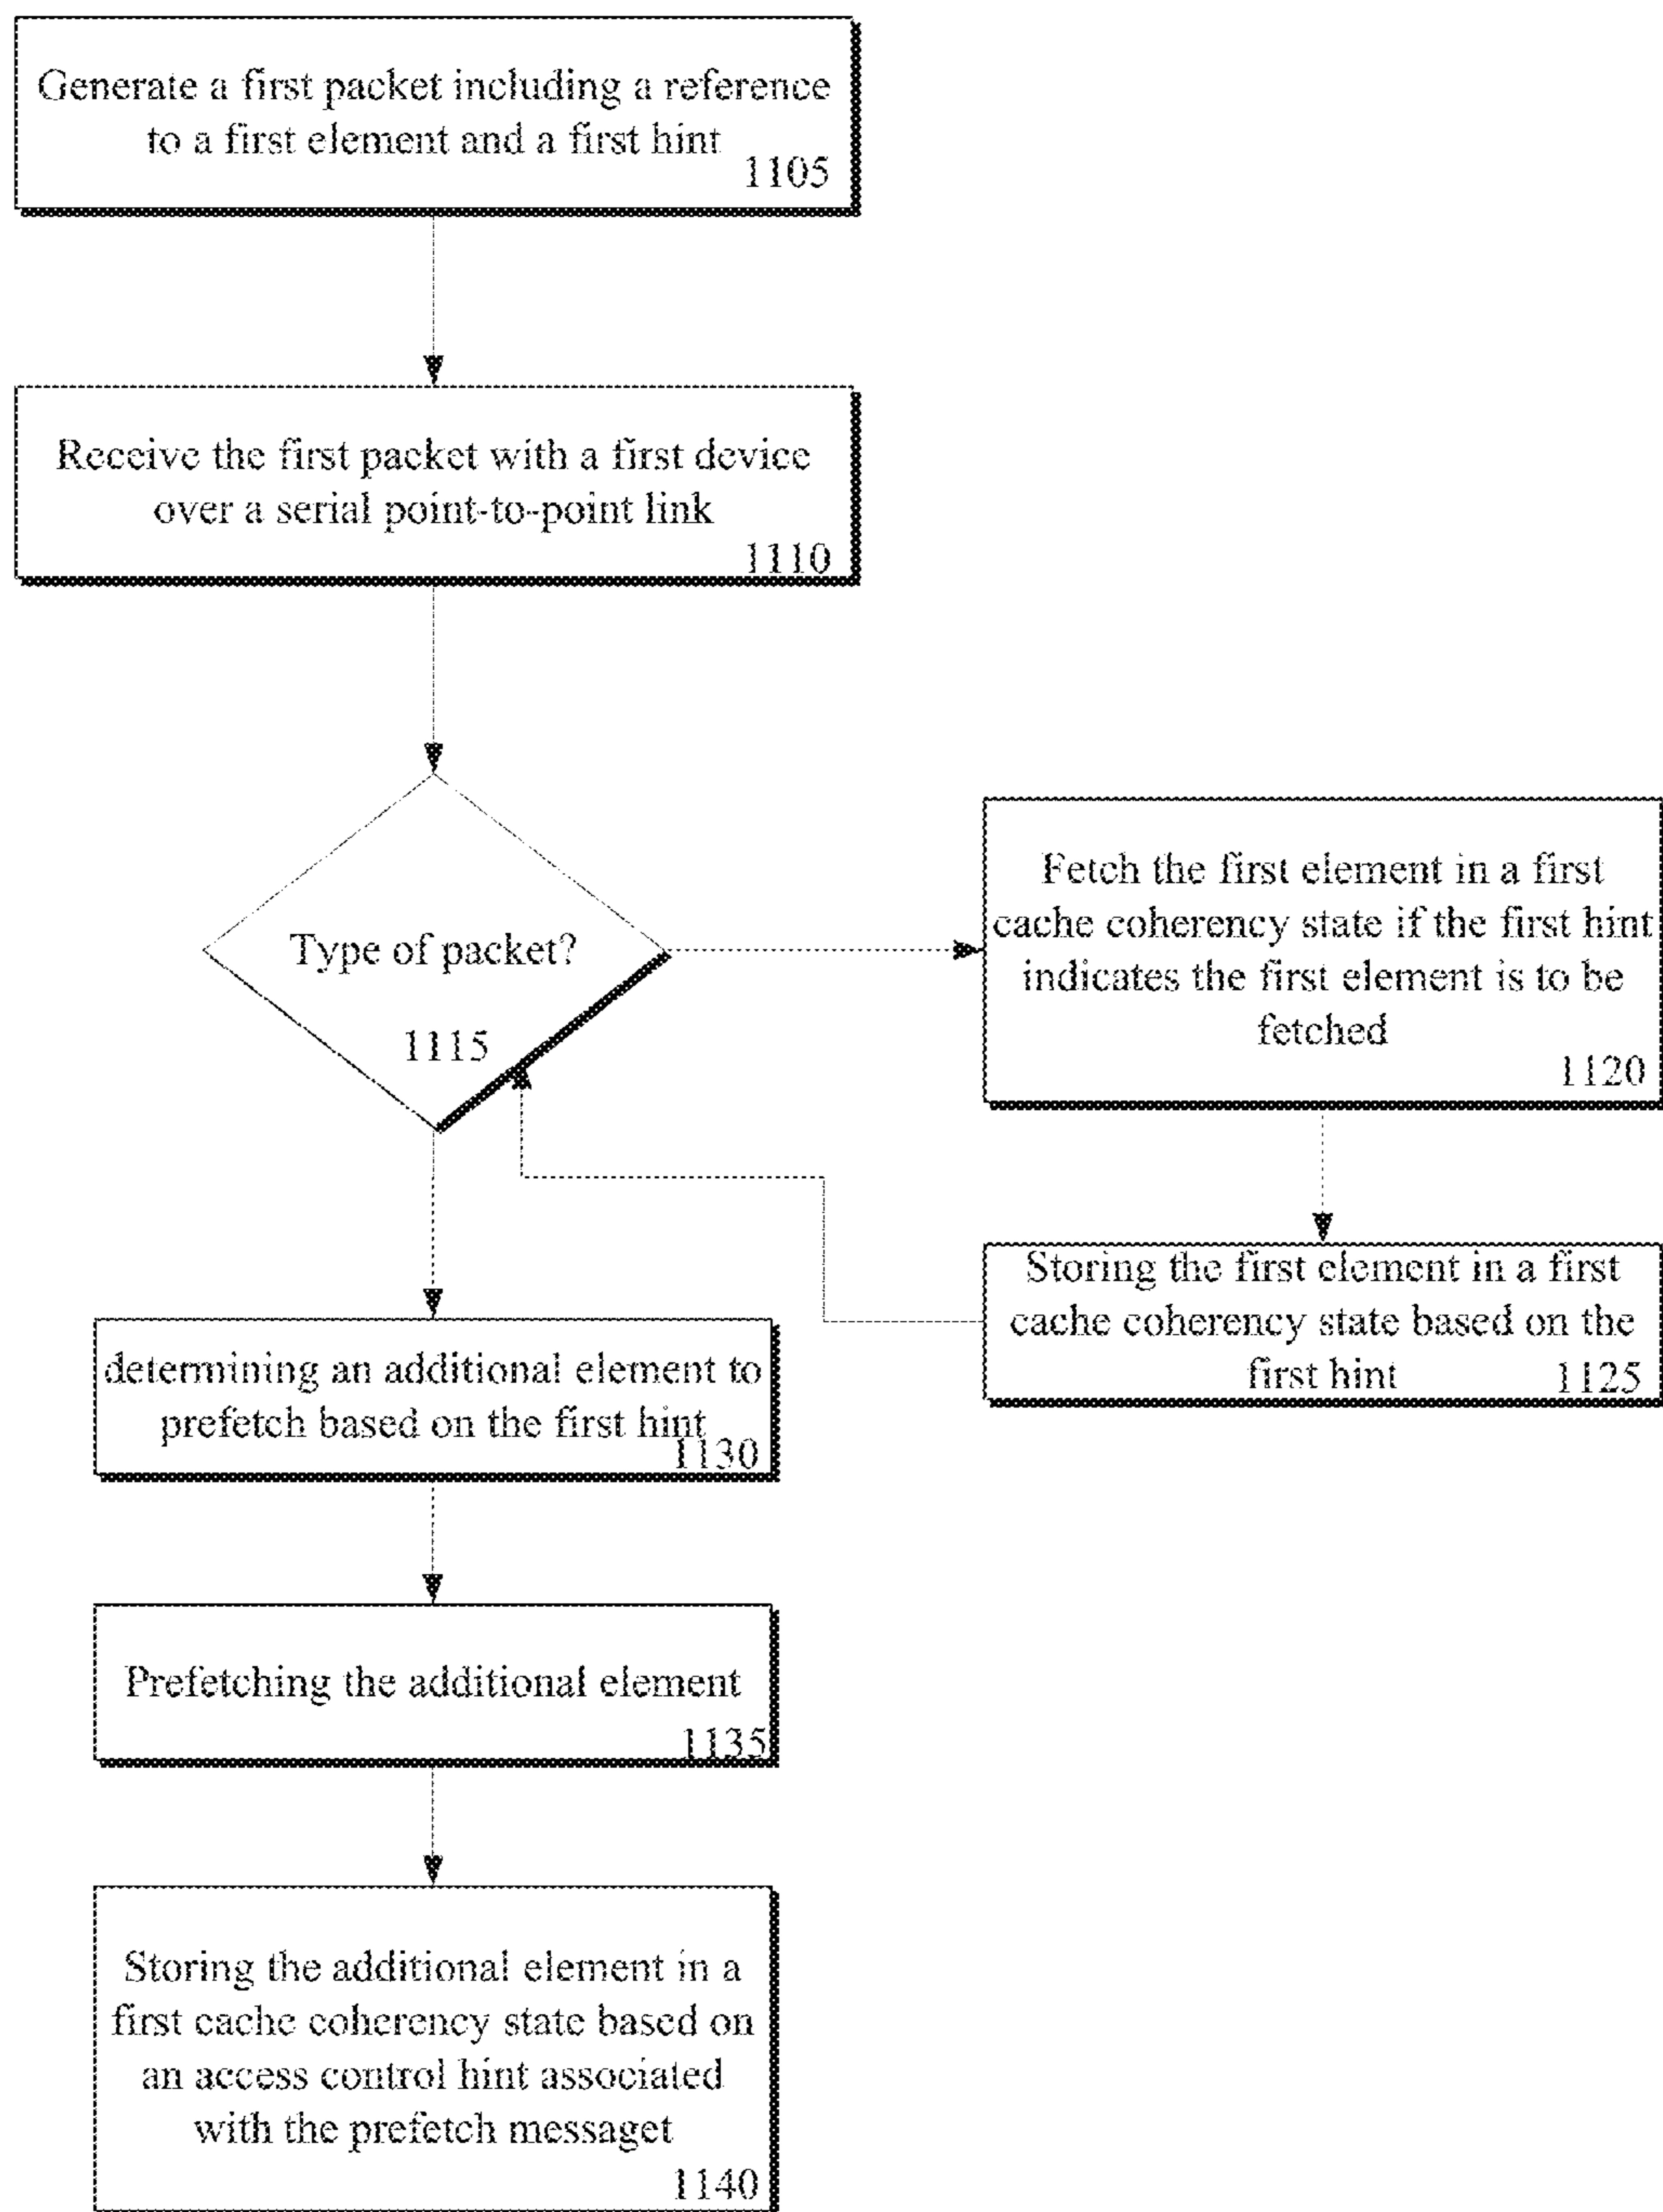 Generate a first packet including a reference
to a first element and a first hint
1105
Receive the first packet with a first device
over a serial point-to-point link
1110
Type of packet?
1115
Fetch the first element in a first
cache coherency state if the first hint
indicates the first element is to be
fetched
1120
Storing the first element in a first
cache coherency state based on the
first hint
1125
determining an additional element to
prefetch based on the first hint
1130
Prefetching the additional element
1135
Storing the additional element in a
first cache coherency state based on
an access control hint associated
with the prefetch messaget
1140